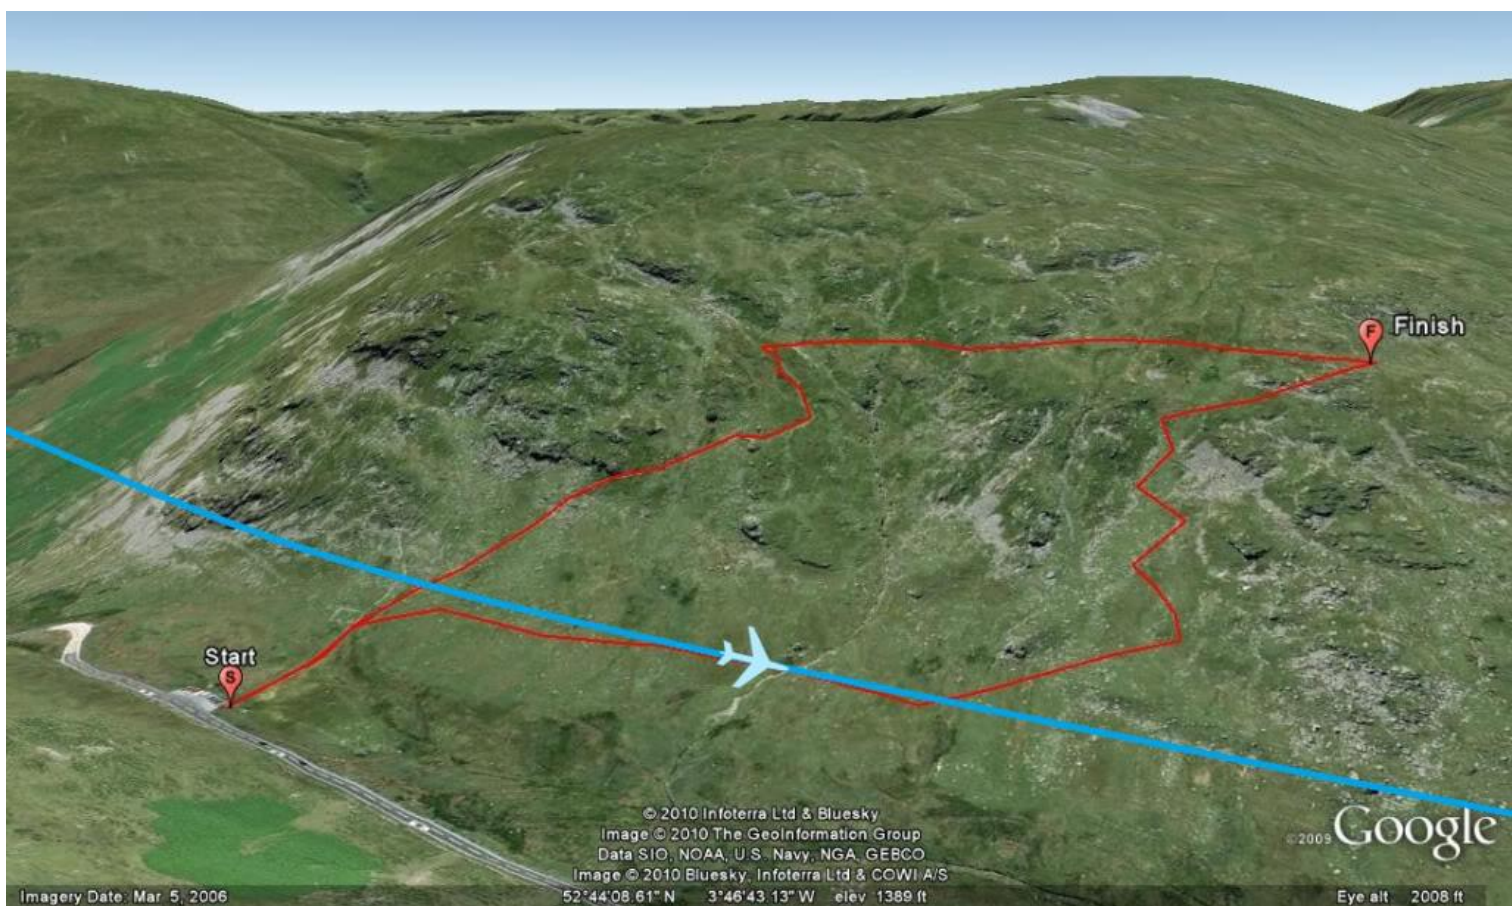 F Finish
Start
S
© 2010 Infoterra Ltd & Bluesky
Image © 2010 The GeoInformation Group
Data SIO, NOAA, U.S. Navy, NGA, GEBCO
Image © 2010 Bluesky, Infoterra Ltd & COWI A/S
©2009 Google
Imagery Date: Mar 5, 2006 52°44'08.61" N 3°46'43.13" W elev 1389 ft Eye alt 2008 ft